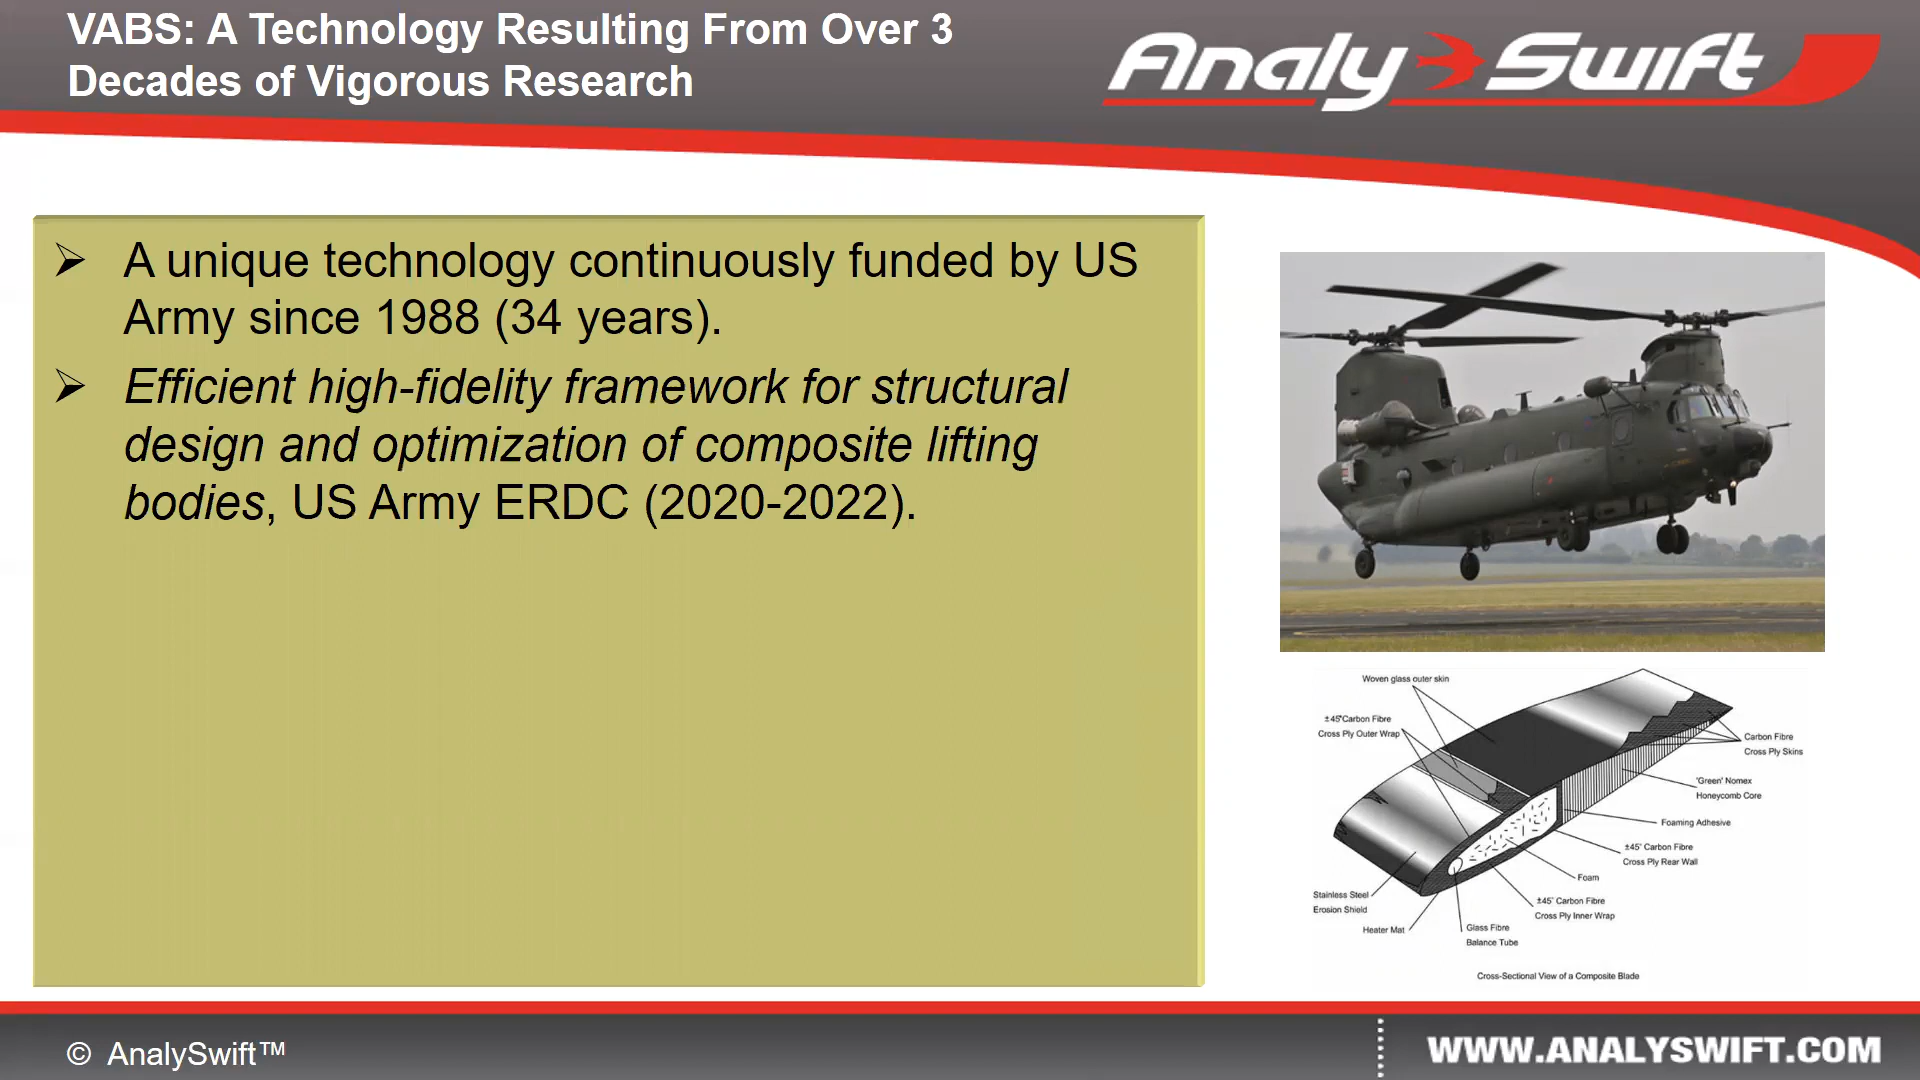 VABS: A Technology Resulting From Over 3
Decades of Vigorous Research
Analy Swift
➢ A unique technology continuously funded by US
Army since 1988 (34 years).
➢ Efficient high-fidelity framework for structural
design and optimization of composite lifting
bodies, US Army ERDC (2020-2022).
Woven glass outer skin
±45°Carbon Fibre
Cross Ply Outer Wrap
Carbon Fibre
Cross Ply Skins
'Green' Nomex
Honeycomb Core
Foaming Adhesive
±45° Carbon Fibre
Cross Ply Rear Wall
Foam
Stainless Steel
Erosion Shield
±45° Carbon Fibre
Cross Ply Inner Wrap
Heater Mat
Glass Fibre
Balance Tube
Cross-Sectional View of a Composite Blade
© AnalySwift™
WWW.ANALYSWIFT.COM